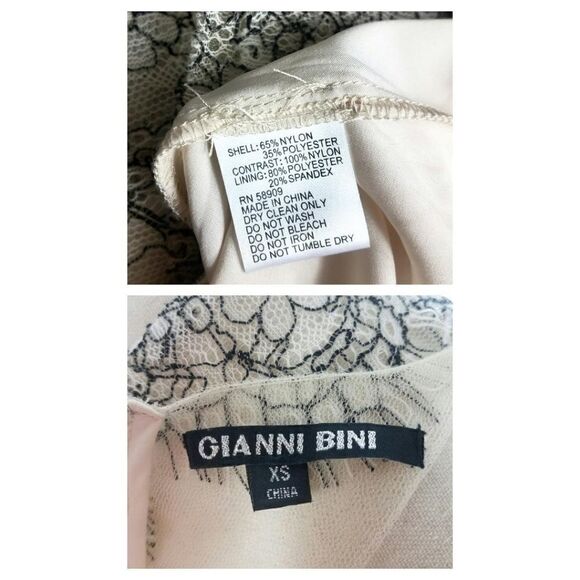 SHELL: 65% NYLON
35% POLYESTER
CONTRAST: 100% NYLON
LINING: 80% POLYESTER
20% SPANDEX
RN 58909
MADE IN CHINA
DRY CLEAN ONLY
DO NOT WASH
DO NOT BLEACH
DO NOT IRON
DO NOT TUMBLE DRY
GIANNI BINI
XS
CHINA